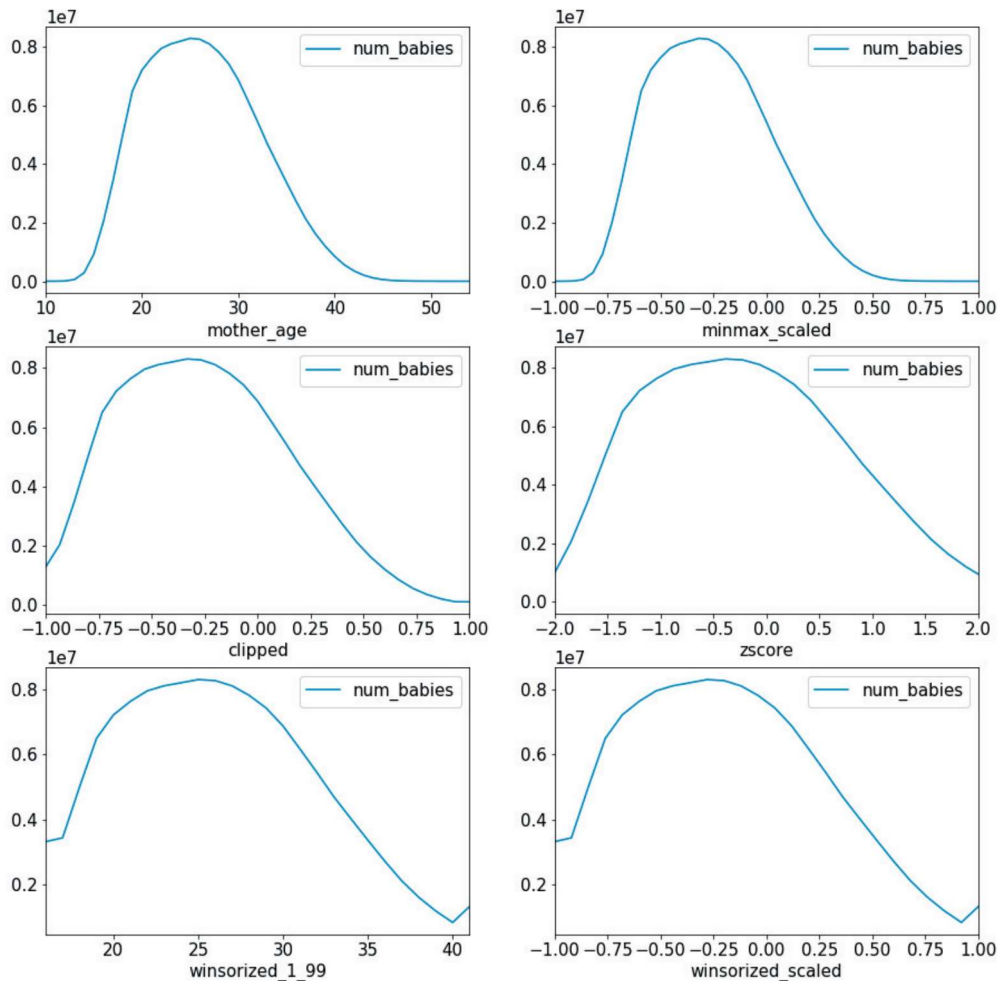 1e7 1e7
0.8 num_babies 0.8 num_babies
0.6 0.6
0.4 0.4
0.2 0.2
0.0 0.0
10 20 30 40 50 −1.00 −0.75 −0.50 −0.25 0.00 0.25 0.50 0.75 1.00
mother_age minmax_scaled
1e7 1e7
0.8 num_babies 0.8 num_babies
0.6 0.6
0.4 0.4
0.2 0.2
0.0 0.0
−1.00 −0.75 −0.50 −0.25 0.00 0.25 0.50 0.75 1.00 −2.0 −1.5 −1.0 −0.5 0.0 0.5 1.0 1.5 2.0
clipped zscore
1e7 1e7
0.8 num_babies 0.8 num_babies
0.6 0.6
0.4 0.4
0.2 0.2
20 25 30 35 40 −1.00 −0.75 −0.50 −0.25 0.00 0.25 0.50 0.75 1.00
winsorized_1_99 winsorized_scaled